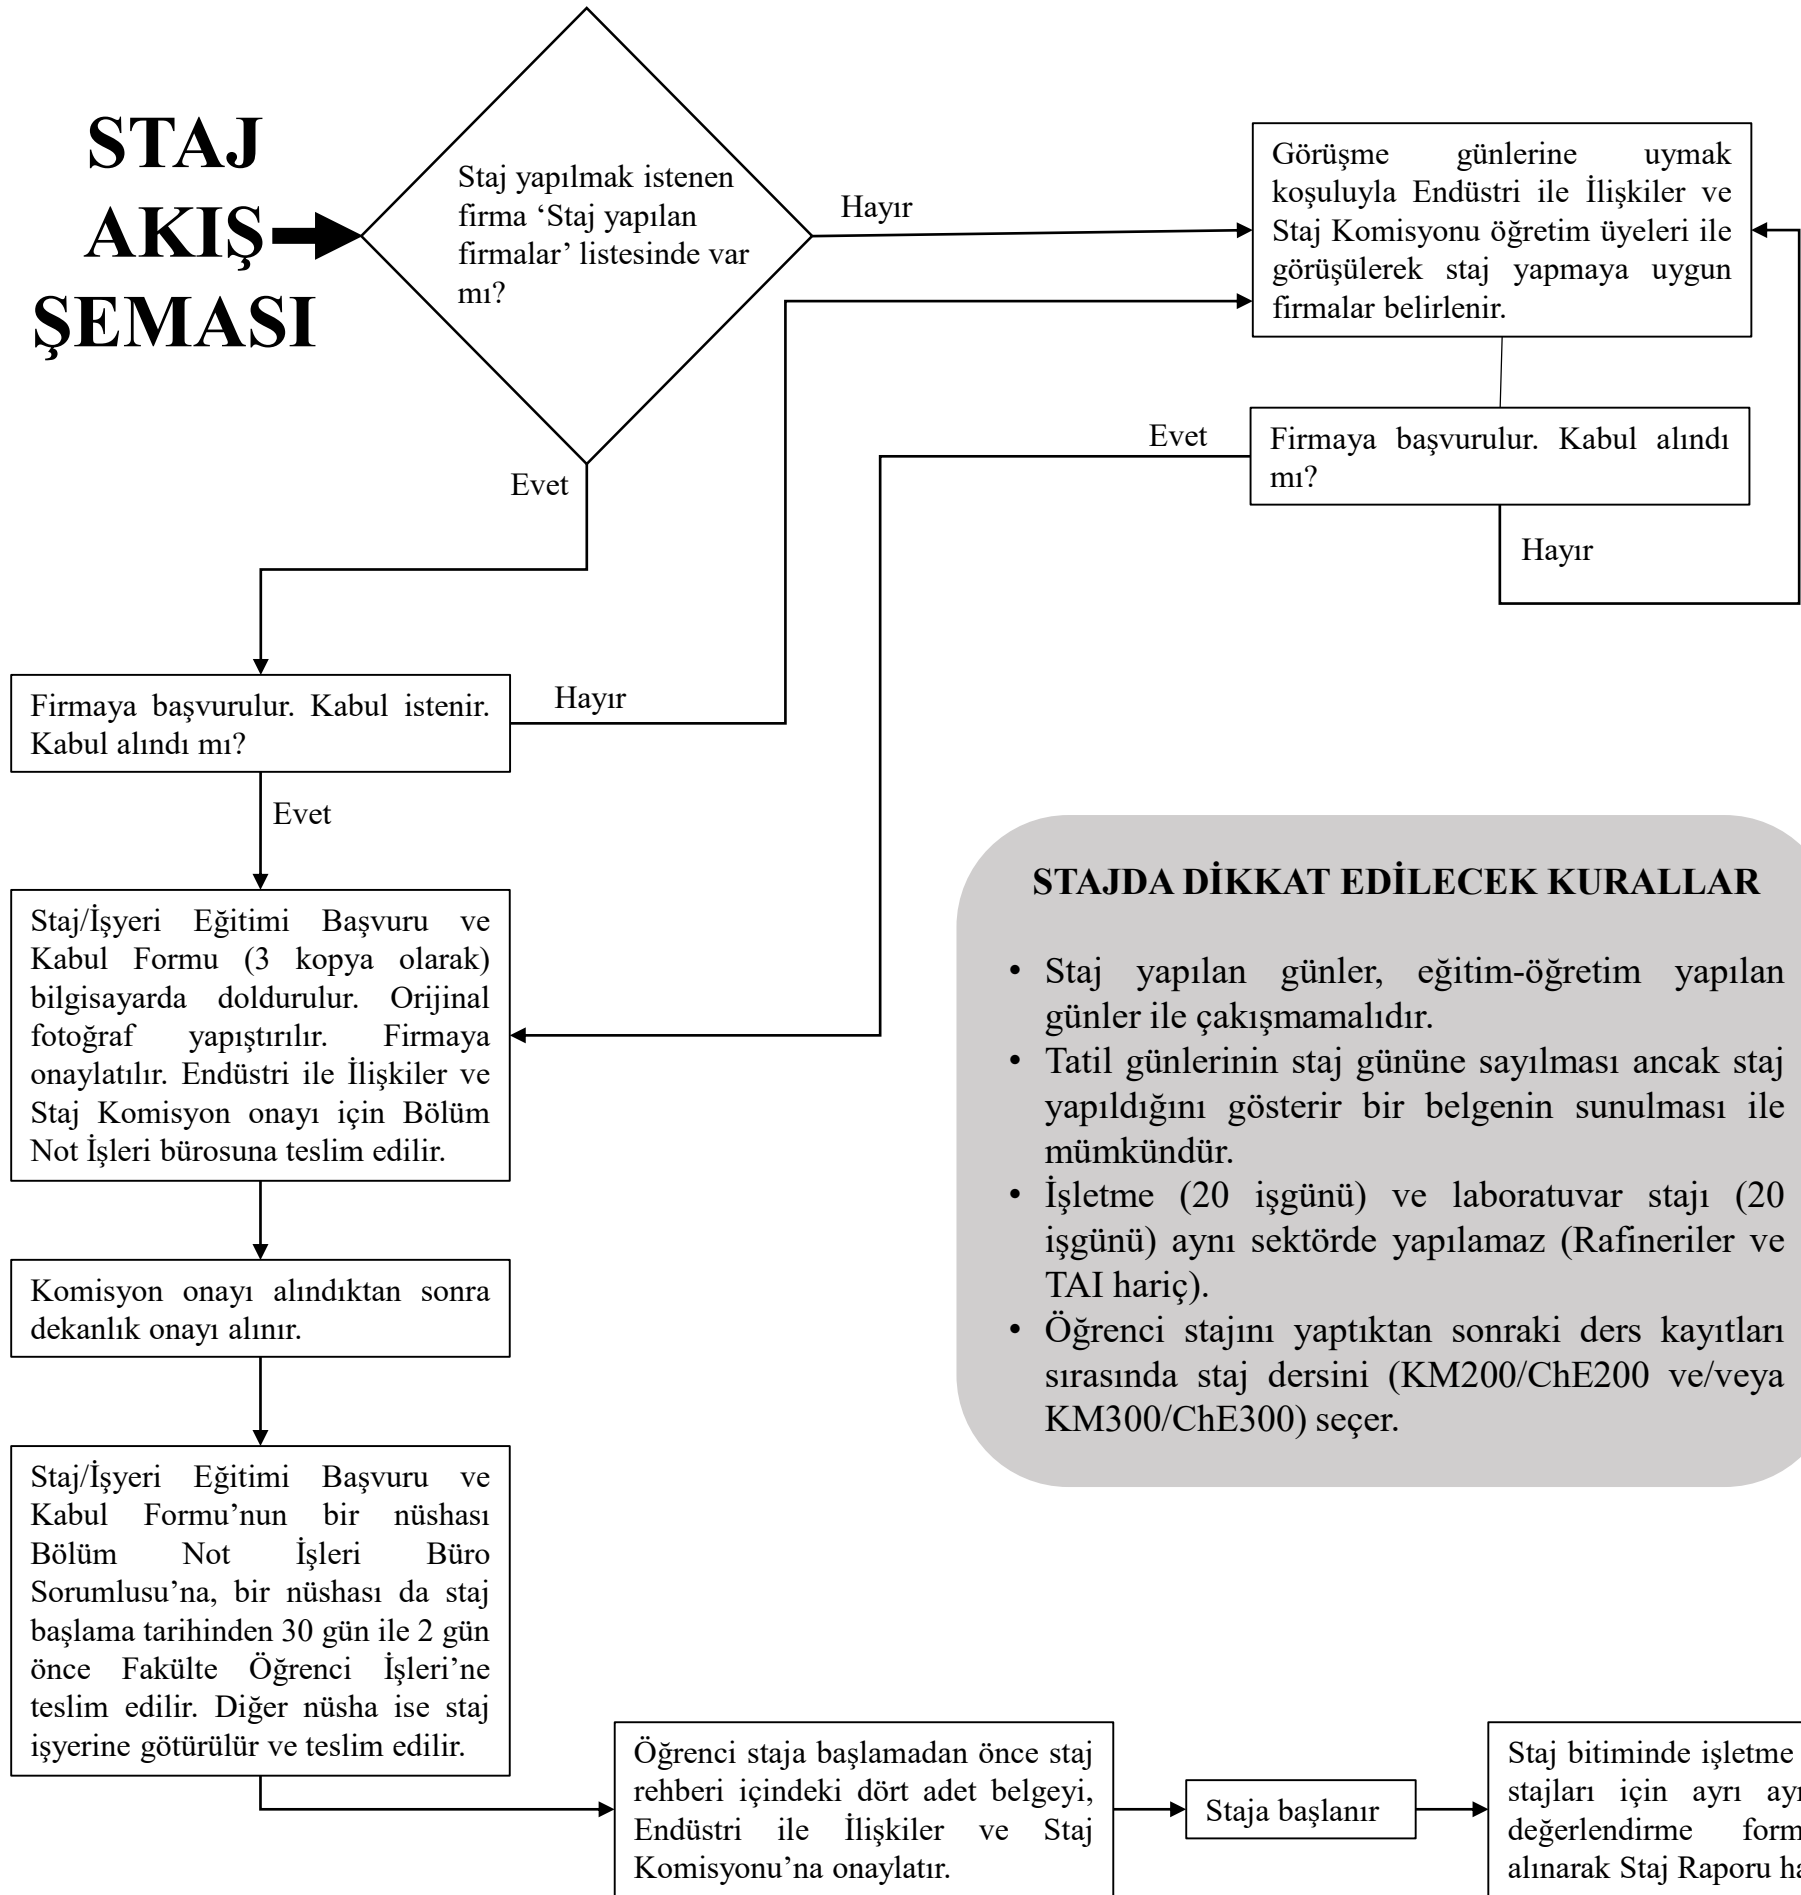 STAJ
AKIŞ
ŞEMASI
Staj yapılmak istenen
firma ‘Staj yapılan
firmalar’ listesinde var
mı?
Hayır
Görüşme günlerine uymak
koşuluyla Endüstri ile İlişkiler ve
Staj Komisyonu öğretim üyeleri ile
görüşülerek staj yapmaya uygun
firmalar belirlenir.
Evet
Firmaya başvurulur. Kabul alındı
mı?
Evet
Hayır
Firmaya başvurulur. Kabul istenir.
Kabul alındı mı?
Hayır
Evet
Staj/İşyeri Eğitimi Başvuru ve
Kabul Formu (3 kopya olarak)
bilgisayarda doldurulur. Orijinal
fotoğraf yapıştırılır. Firmaya
onaylatılır. Endüstri ile İlişkiler ve
Staj Komisyon onayı için Bölüm
Not İşleri bürosuna teslim edilir.
Komisyon onayı alındıktan sonra
dekanlık onayı alınır.
Staj/İşyeri Eğitimi Başvuru ve
Kabul Formu’nun bir nüshası
Bölüm Not İşleri Büro
Sorumlusu’na, bir nüshası da staj
başlama tarihinden 30 gün ile 2 gün
önce Fakülte Öğrenci İşleri’ne
teslim edilir. Diğer nüsha ise staj
işyerine götürülür ve teslim edilir.
STAJDA DİKKAT EDİLECEK KURALLAR
• Staj yapılan günler, eğitim-öğretim yapılan
günler ile çakışmamalıdır.
• Tatil günlerinin staj gününe sayılması ancak staj
yapıldığını gösterir bir belgenin sunulması ile
mümkündür.
• İşletme (20 işgünü) ve laboratuvar stajı (20
işgünü) aynı sektörde yapılamaz (Rafineriler ve
TAI hariç).
• Öğrenci stajını yaptıktan sonraki ders kayıtları
sırasında staj dersini (KM200/ChE200 ve/veya
KM300/ChE300) seçer.
Öğrenci staja başlamadan önce staj
rehberi içindeki dört adet belgeyi,
Endüstri ile İlişkiler ve Staj
Komisyonu’na onaylatır.
Staja başlanır
Staj bitiminde işletme
stajları için ayrı
değerlendirme
alınarak Staj Raporu